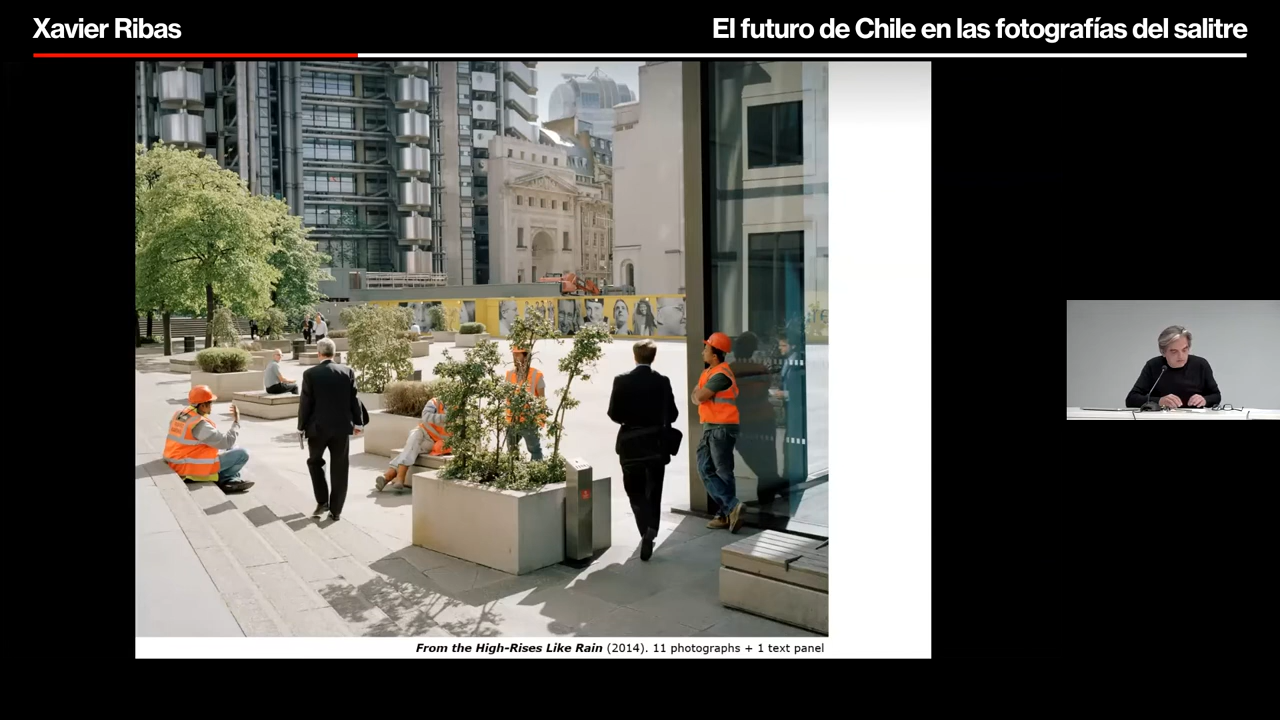 Xavier Ribas
El futuro de Chile en las fotografías del salitre
From the High-Rises Like Rain (2014). 11 photographs + 1 text panel